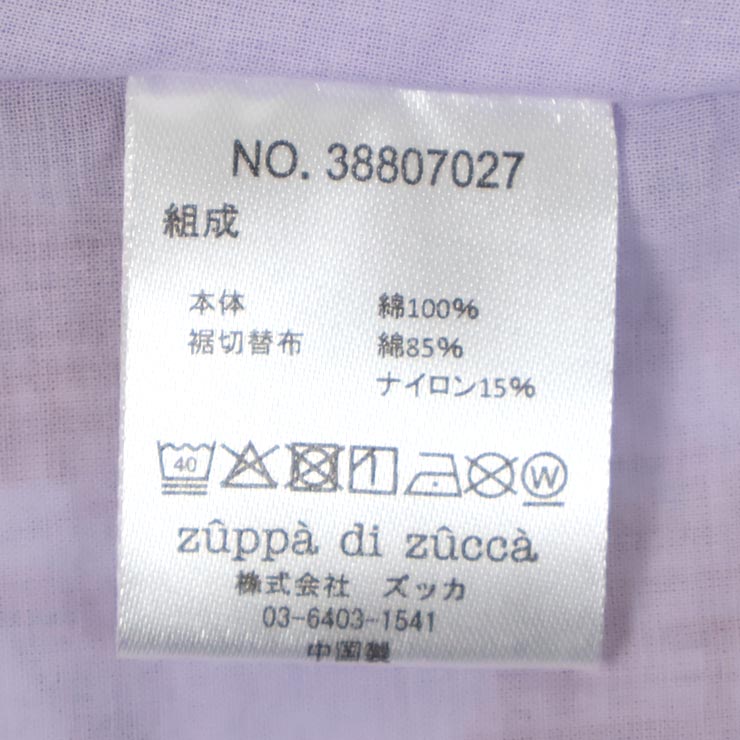 NO. 38807027
組成
本体 綿100%
裾切替布 綿85%
ナイロン15%
40 W
zûppà di zûccà
株式会社 ズッカ
03-6403-1541
中国製